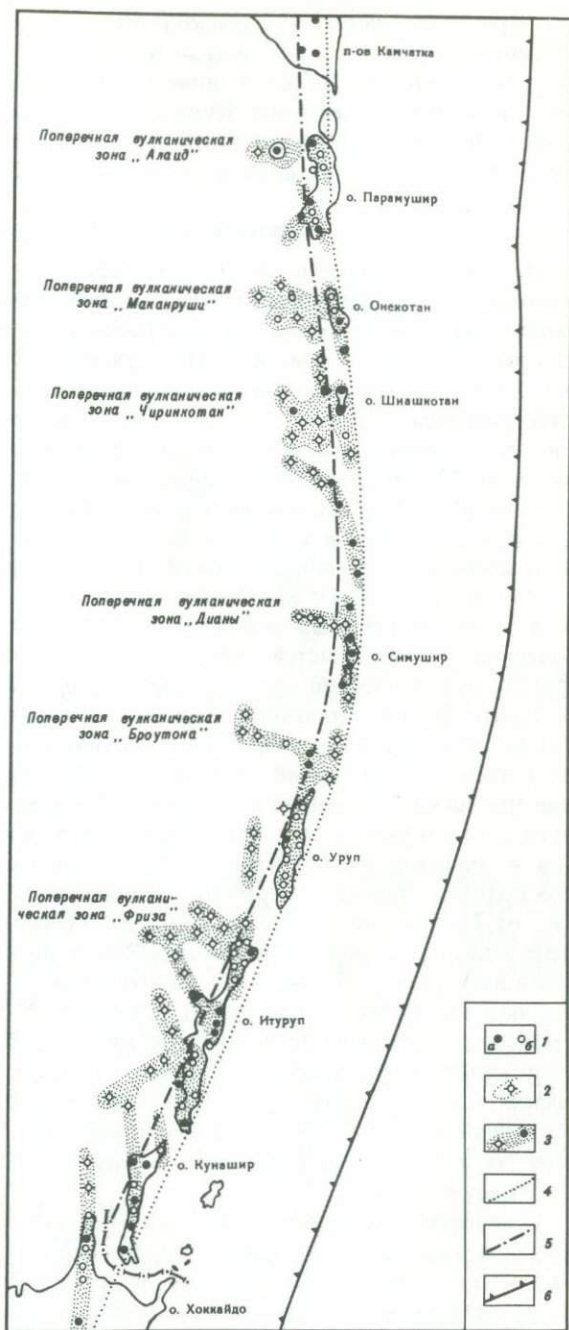 п-ов Камчатка
Поперечная вулканическая
зона „Алаид"
о. Парамушир
Поперечная вулканическая
зона „Маканруши"
о. Онекотан
Поперечная вулканическая
зона „Чиринкотан"
о. Шиашкотан
Поперечная вулканическая
зона „Дианы"
о. Симушир
Поперечная вулканическая
зона „Броутона"
о. Уруп
Поперечная вулкани-
ческая зона „Фриза"
о. Итуруп
о. Кунашир
о. Хоккайдо
а б 1
2
3
4
5
6